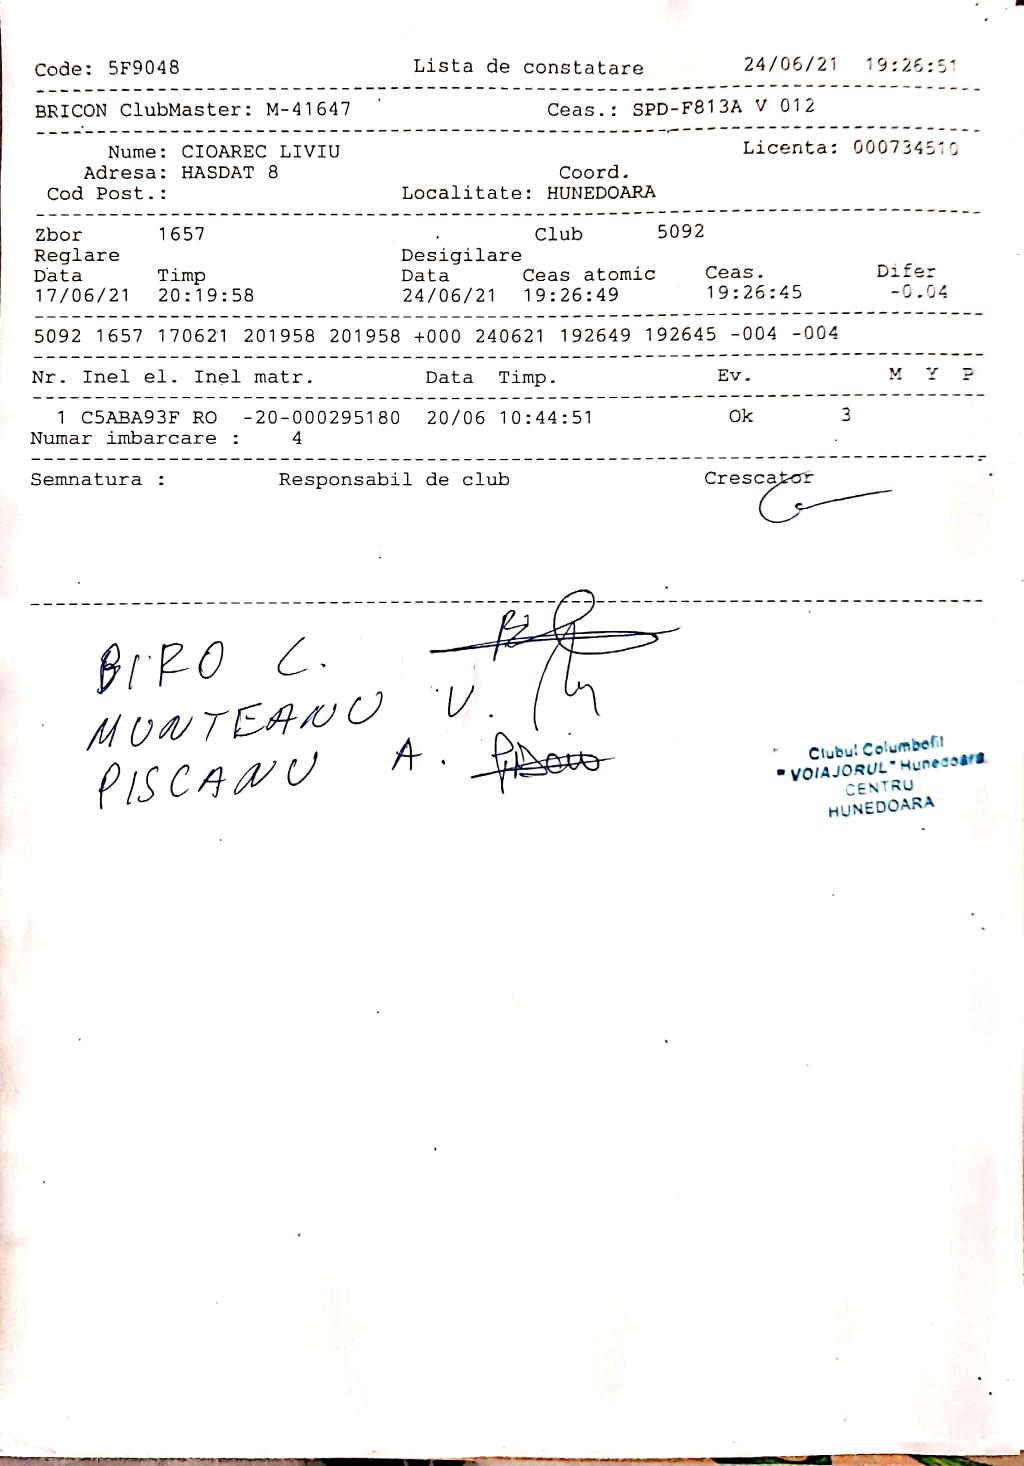 Code: 5F9048 Lista de constatare 24/06/21 19:26:51
BRICON ClubMaster: M-41647 Ceas.: SPD-F813A V 012
Nume: CIOAREC LIVIU Licenta: 000734510
Adresa: HASDAT 8 Coord.
Cod Post.: Localitate: HUNEDOARA
Zbor 1657 Club 5092
Reglare Desigilare
Data Timp Data Ceas atomic Ceas. Difer
17/06/21 20:19:58 24/06/21 19:26:49 19:26:45 -0.04
5092 1657 170621 201958 201958 +000 240621 192649 192645 -004 -004
Nr. Inel el. Inel matr. Data Timp. Ev. M Y P
1 C5ABA93F RO -20-000295180 20/06 10:44:51 Ok 3
Numar imbarcare : 4
Semnatura : Responsabil de club Crescator
BIRO C.
MUNTEANU V.
PISCANU A.
Clubul Columbofil
"VOIAJORUL" Hunedoara
CENTRU
HUNEDOARA